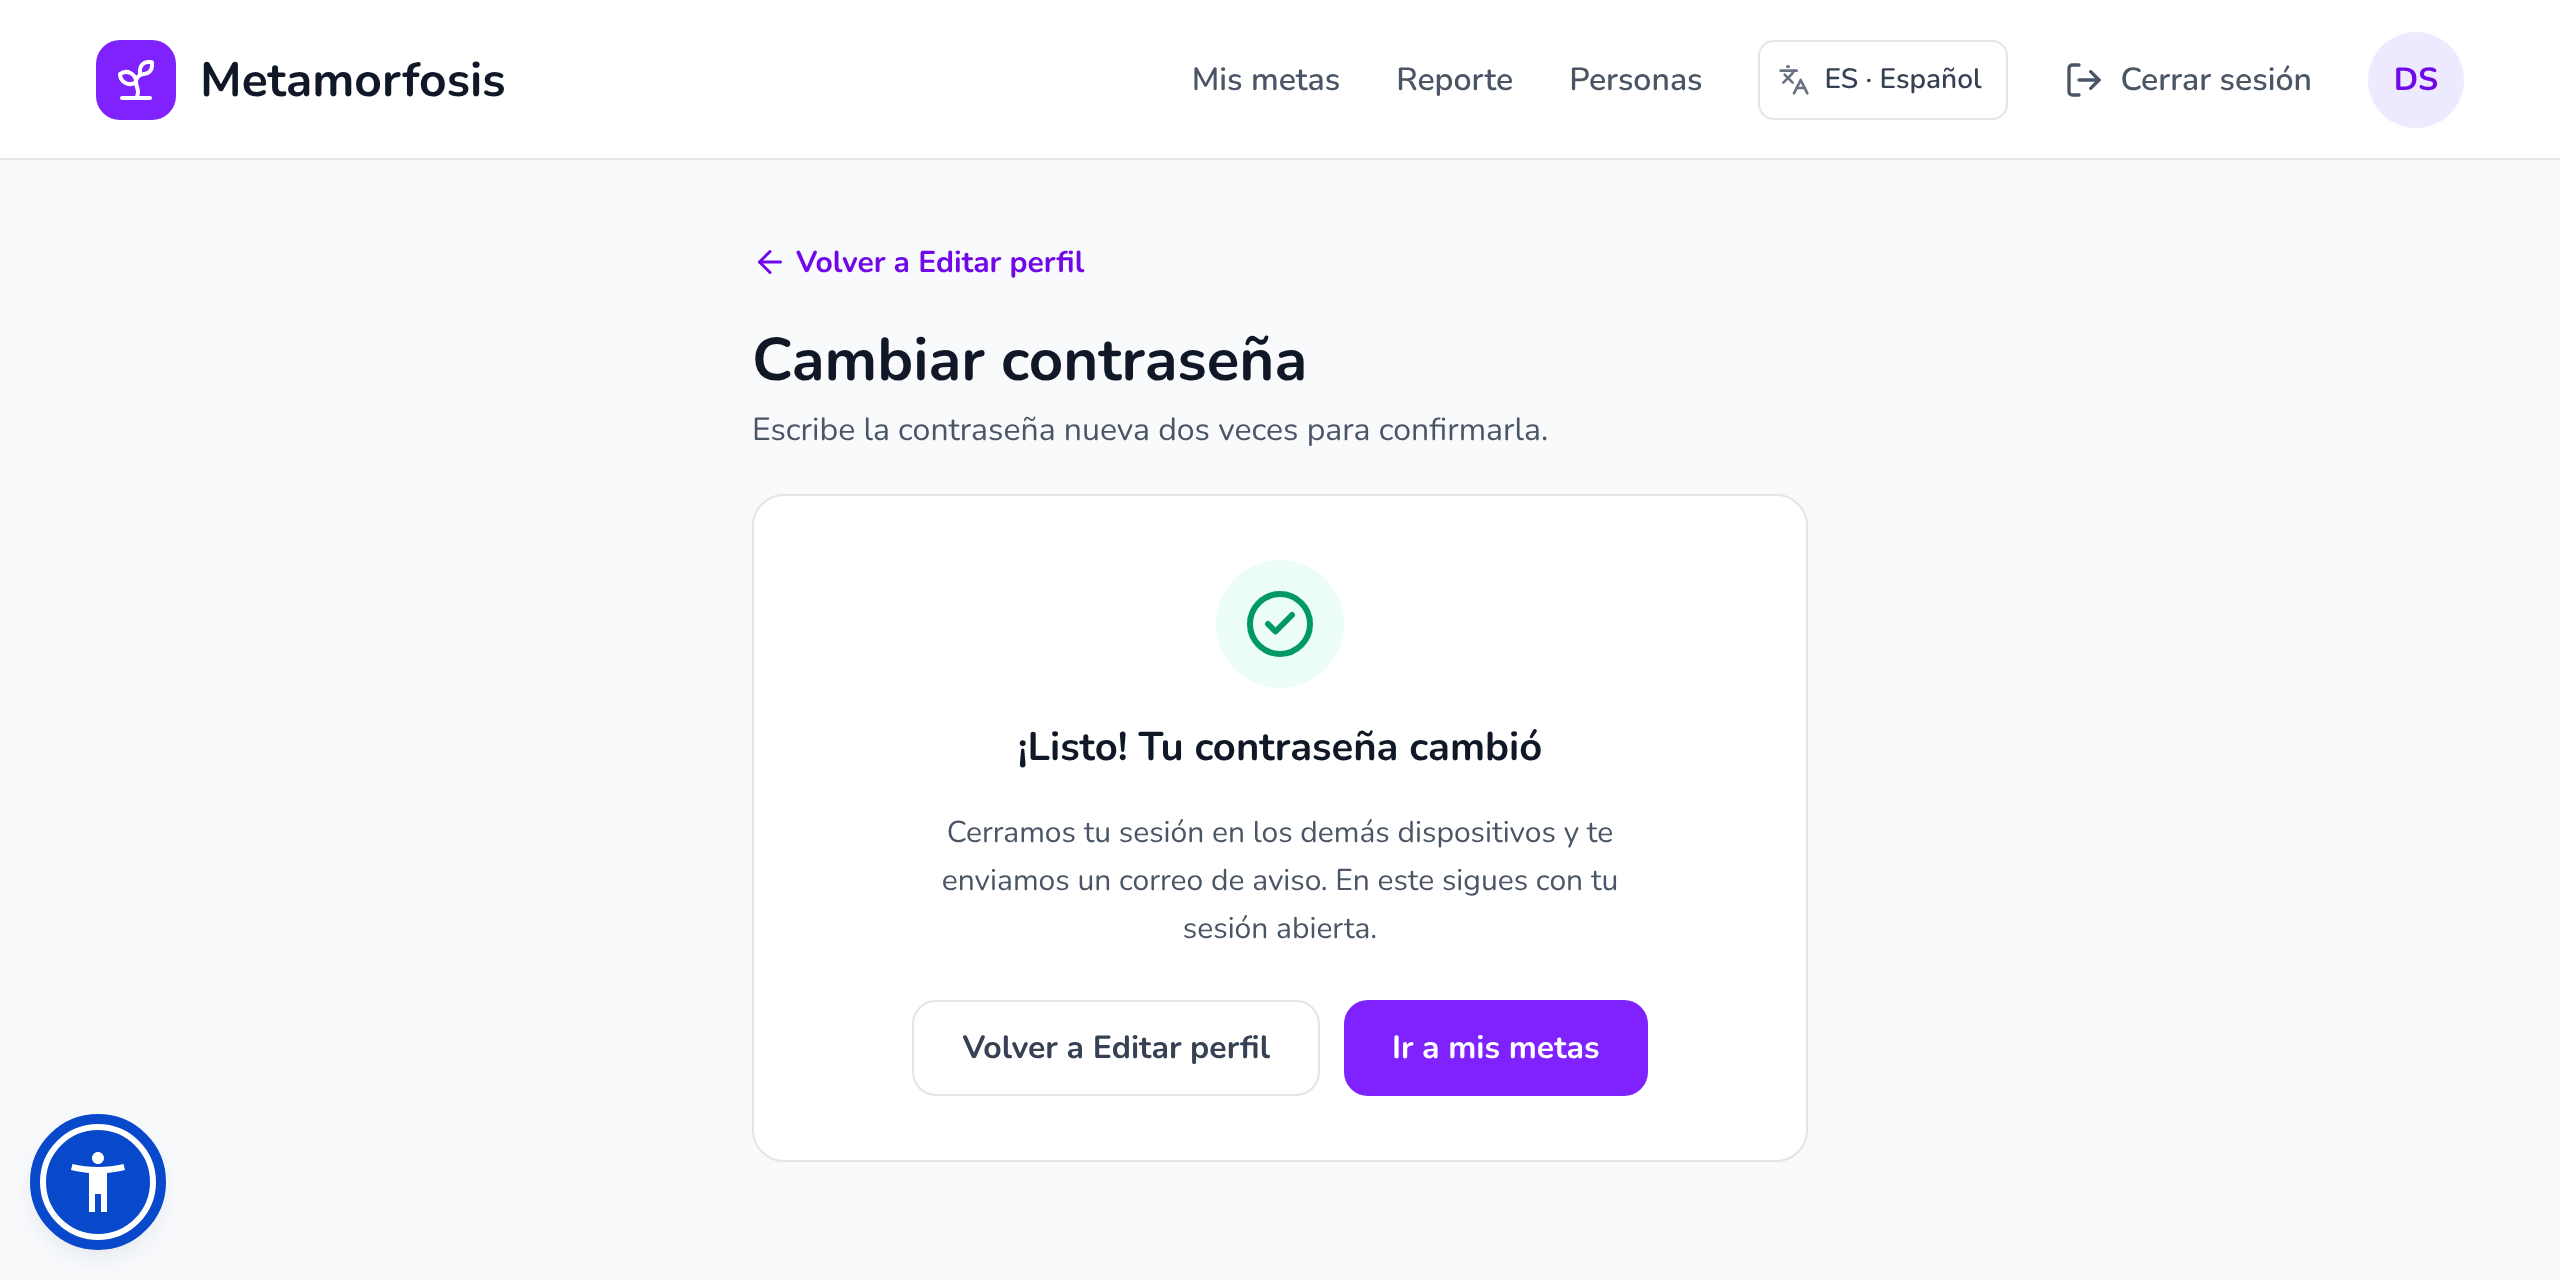 Metamorfosis
Mis metas
Reporte
Personas
ES · Español
Cerrar sesión
DS
Volver a Editar perfil
Cambiar contraseña
Escribe la contraseña nueva dos veces para confirmarla.
¡Listo! Tu contraseña cambió
Cerramos tu sesión en los demás dispositivos y te
enviamos un correo de aviso. En este sigues con tu
sesión abierta.
Volver a Editar perfil
Ir a mis metas